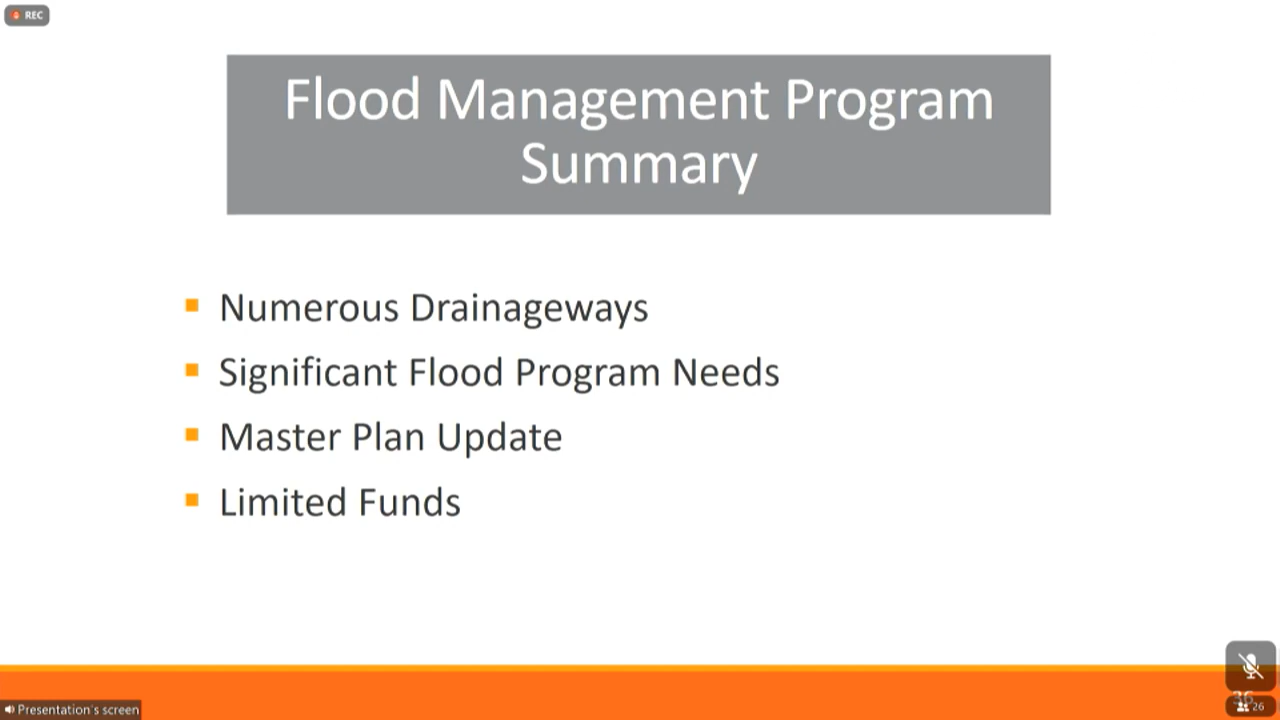 REC
Flood Management Program
Summary
Numerous Drainageways
Significant Flood Program Needs
Master Plan Update
Limited Funds
36
26
Presentation's screen